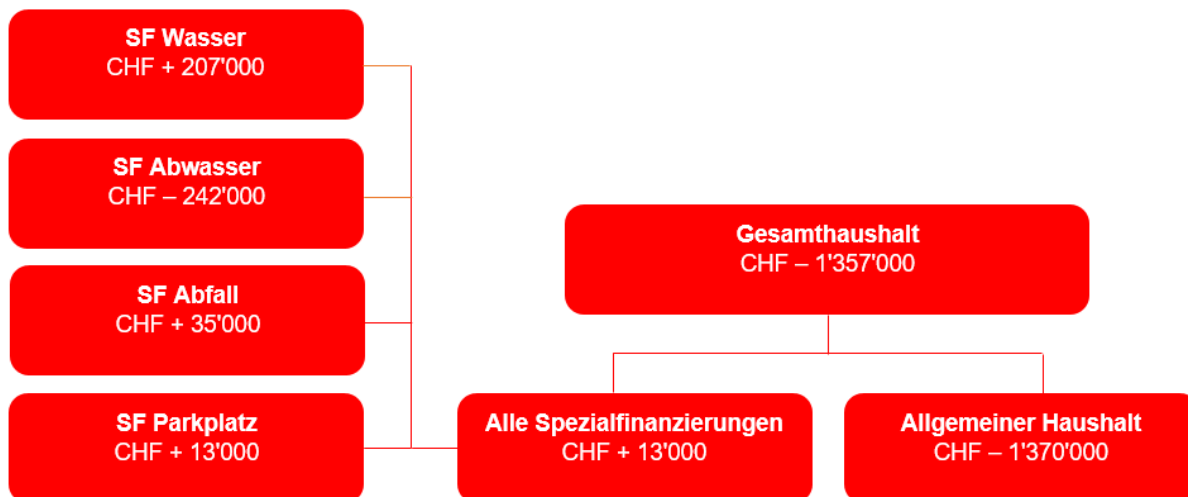 SF Wasser
CHF + 207'000
SF Abwasser
CHF – 242'000
SF Abfall
CHF + 35'000
SF Parkplatz
CHF + 13'000
Gesamthaushalt
CHF – 1'357'000
Alle Spezialfinanzierungen
CHF + 13'000
Allgemeiner Haushalt
CHF – 1'370'000